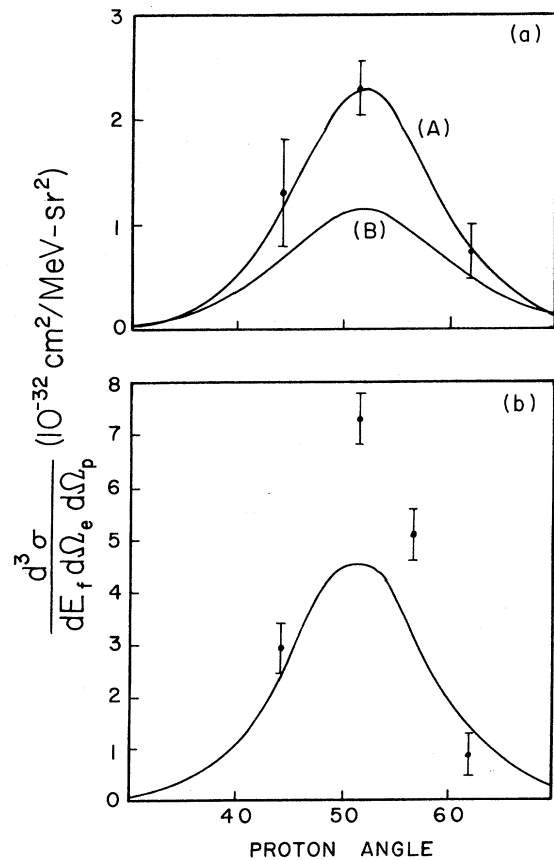 3
(a)
2
(A)
1
(B)
0
d³σ
dE_f dΩ_e dΩ_p
(10⁻³² cm²/MeV-sr²)
8
(b)
7
6
5
4
3
2
1
0
40
50
60
PROTON ANGLE